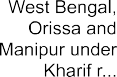 West Bengal,
Orissa and
Manipur under
Kharif r...